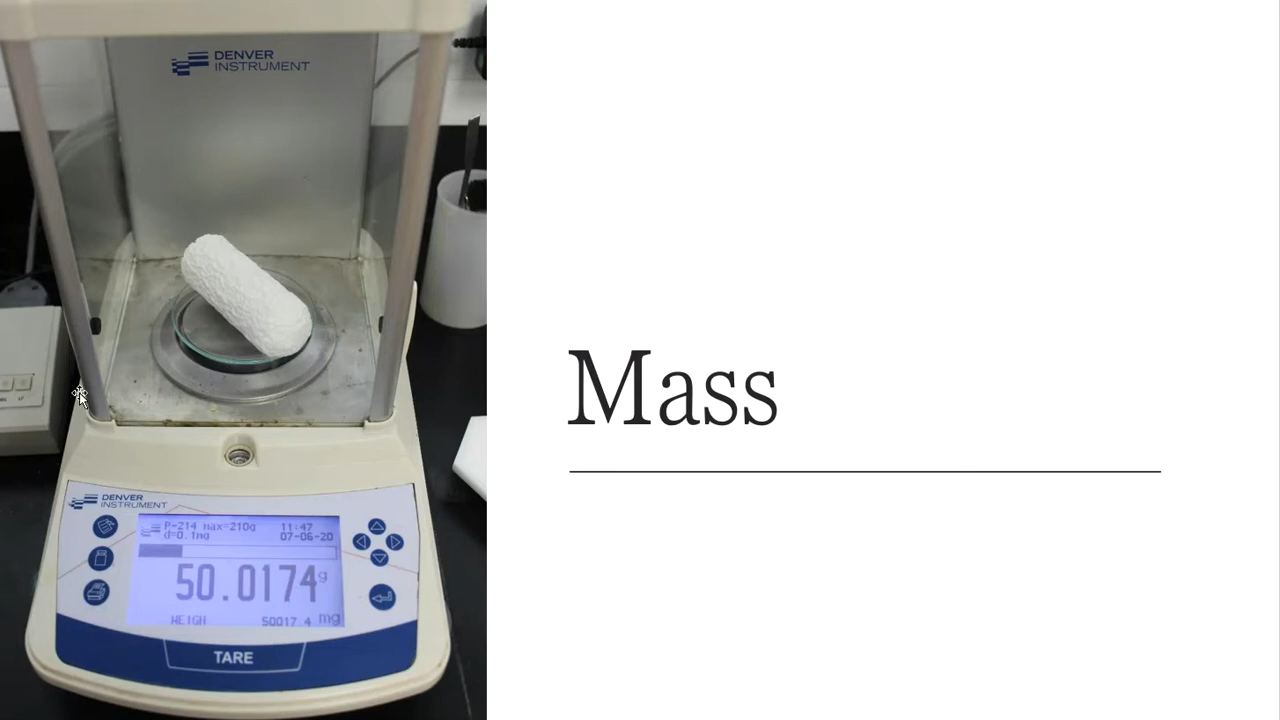 DENVER
INSTRUMENT
DENVER
INSTRUMENT
P-214 max=210g 11:47
d=0.1mg 07-06-20
50.0174g
WEIGH 50017.4 mg
TARE
Mass